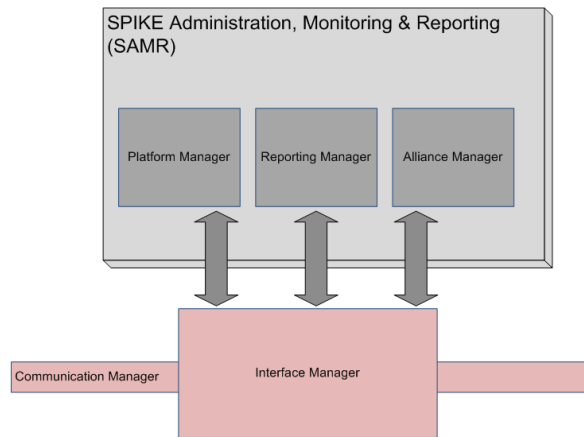 SPIKE Administration, Monitoring & Reporting
(SAMR)
Platform Manager
Reporting Manager
Alliance Manager
Communication Manager
Interface Manager